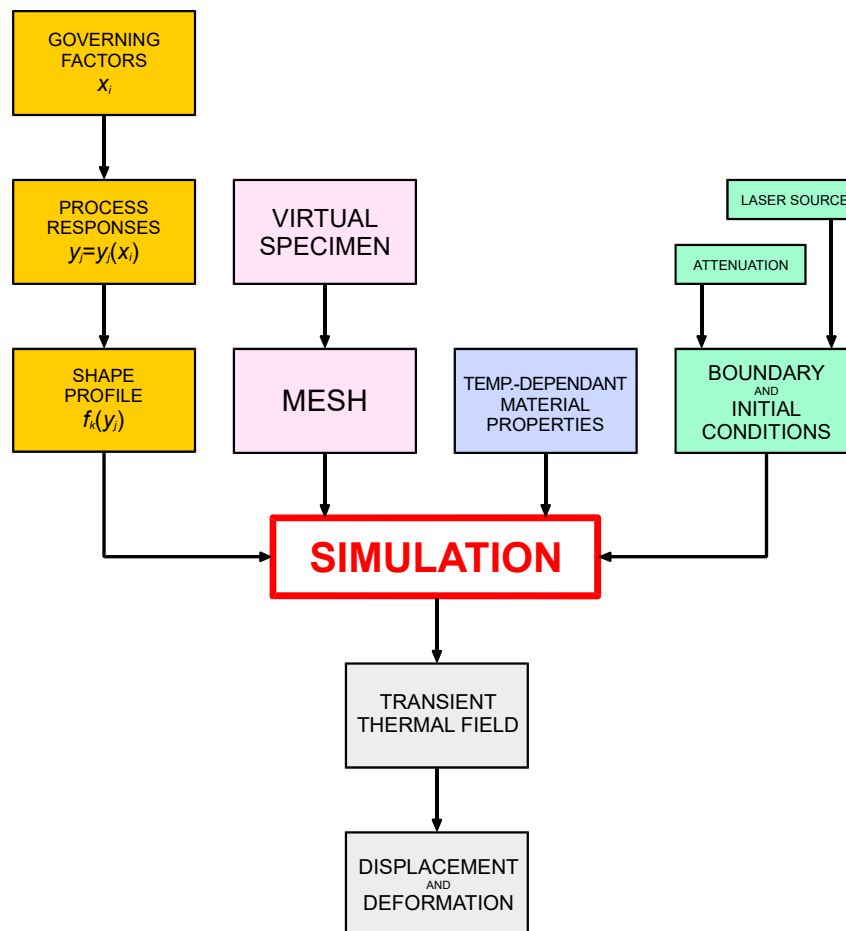 GOVERNING
FACTORS
xᵢ
PROCESS
RESPONSES
yⱼ=yⱼ(xᵢ)
SHAPE
PROFILE
fₖ(yⱼ)
VIRTUAL
SPECIMEN
MESH
TEMP.-DEPENDANT
MATERIAL
PROPERTIES
LASER SOURCE
ATTENUATION
BOUNDARY
AND
INITIAL
CONDITIONS
SIMULATION
TRANSIENT
THERMAL FIELD
DISPLACEMENT
AND
DEFORMATION